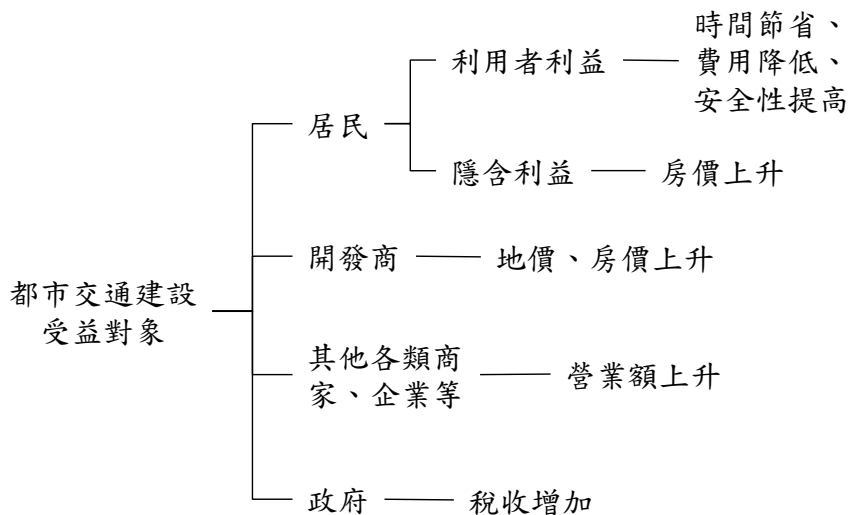 時間節省、
利用者利益
費用降低、
安全性提高
居民
隱含利益
房價上升
開發商
地價、房價上升
都市交通建設
受益對象
其他各類商
家、企業等
營業額上升
政府
稅收增加